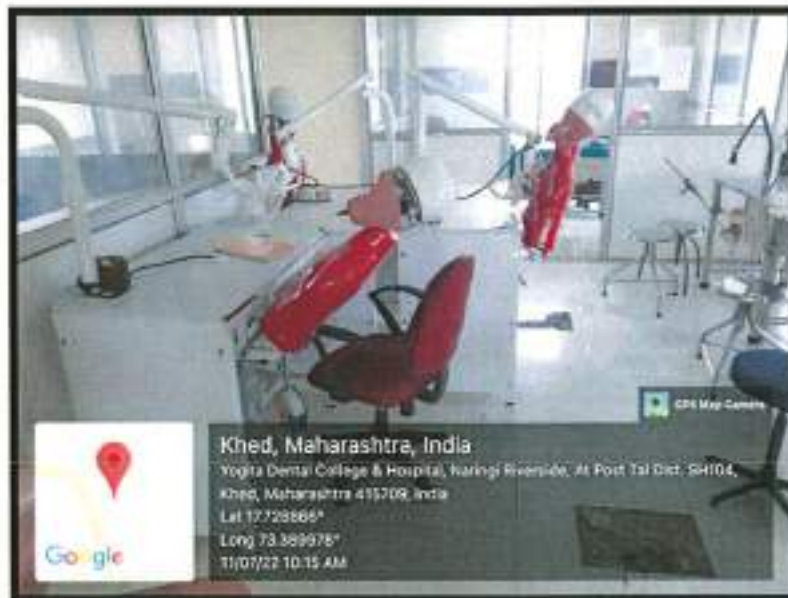 GPS Map Camera
Khed, Maharashtra, India
Yogita Dental College & Hospital, Naringi Riverside, At Post Tal Dist. SH104,
Khed, Maharashtra 415709, India
Lat 17.728866°
Long 73.389976°
11/07/22 10:15 AM
Google